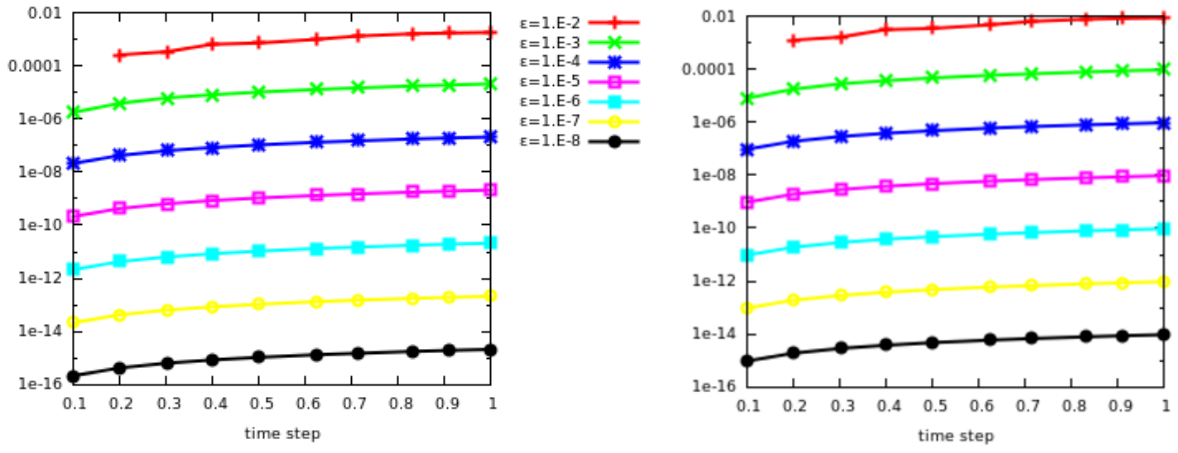 0.01
0.0001
1e-06
1e-08
1e-10
1e-12
1e-14
1e-16
0.1 0.2 0.3 0.4 0.5 0.6 0.7 0.8 0.9 1
time step
ε=1.E-2
ε=1.E-3
ε=1.E-4
ε=1.E-5
ε=1.E-6
ε=1.E-7
ε=1.E-8
0.01
0.0001
1e-06
1e-08
1e-10
1e-12
1e-14
1e-16
0.1 0.2 0.3 0.4 0.5 0.6 0.7 0.8 0.9 1
time step